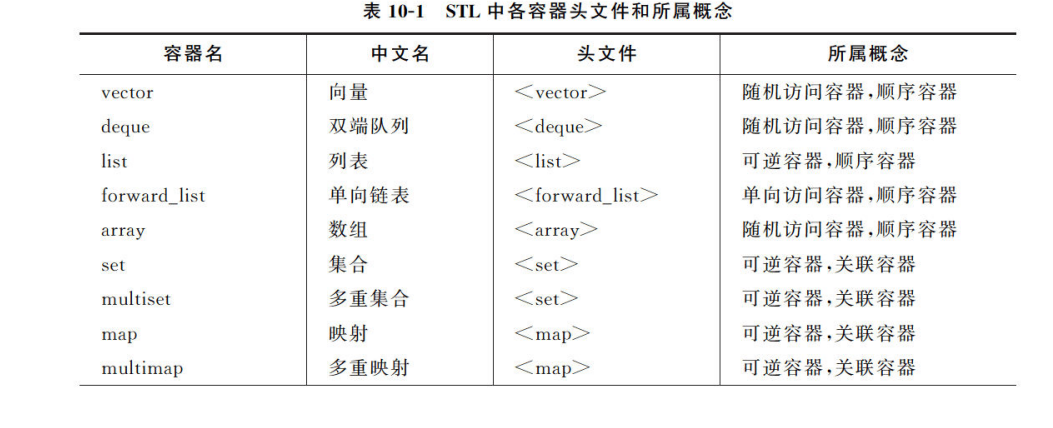 表 10-1 STL 中各容器头文件和所属概念
容器名 中文名 头文件 所属概念
vector 向量 <vector> 随机访问容器,顺序容器
deque 双端队列 <deque> 随机访问容器,顺序容器
list 列表 <list> 可逆容器,顺序容器
forward_list 单向链表 <forward_list> 单向访问容器,顺序容器
array 数组 <array> 随机访问容器,顺序容器
set 集合 <set> 可逆容器,关联容器
multiset 多重集合 <set> 可逆容器,关联容器
map 映射 <map> 可逆容器,关联容器
multimap 多重映射 <map> 可逆容器,关联容器